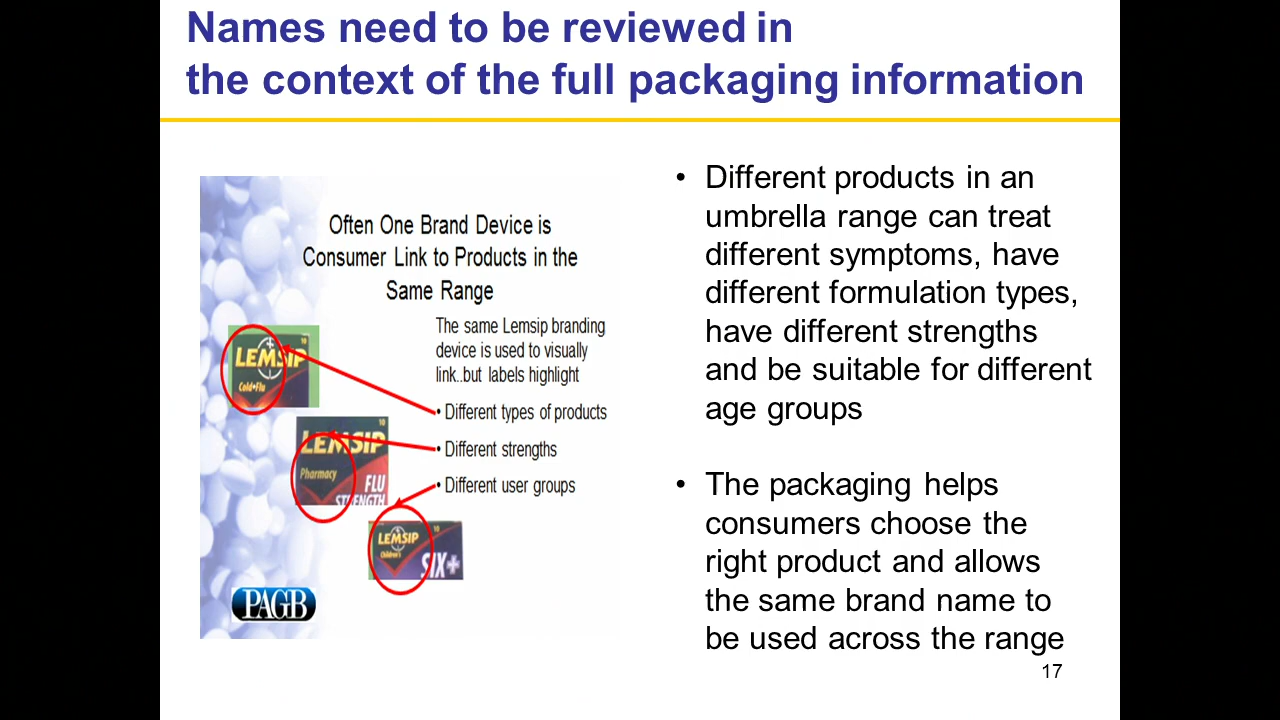 Names need to be reviewed in
the context of the full packaging information
Often One Brand Device is
Consumer Link to Products in the
Same Range
The same Lemsip branding
device is used to visually
link..but labels highlight
• Different types of products
• Different strengths
• Different user groups
LEMSIP
10
Cold+Flu
LEMSIP
10
Pharmacy
FLU
STRENGTH
LEMSIP
Children's
SIX+
PAGB
• Different products in an
umbrella range can treat
different symptoms, have
different formulation types,
have different strengths
and be suitable for different
age groups
• The packaging helps
consumers choose the
right product and allows
the same brand name to
be used across the range
17